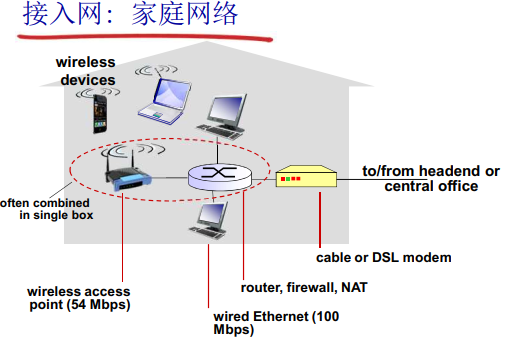 接入网: 家庭网络
wireless
devices
to/from headend or
central office
often combined
in single box
cable or DSL modem
wireless access
point (54 Mbps)
router, firewall, NAT
wired Ethernet (100
Mbps)